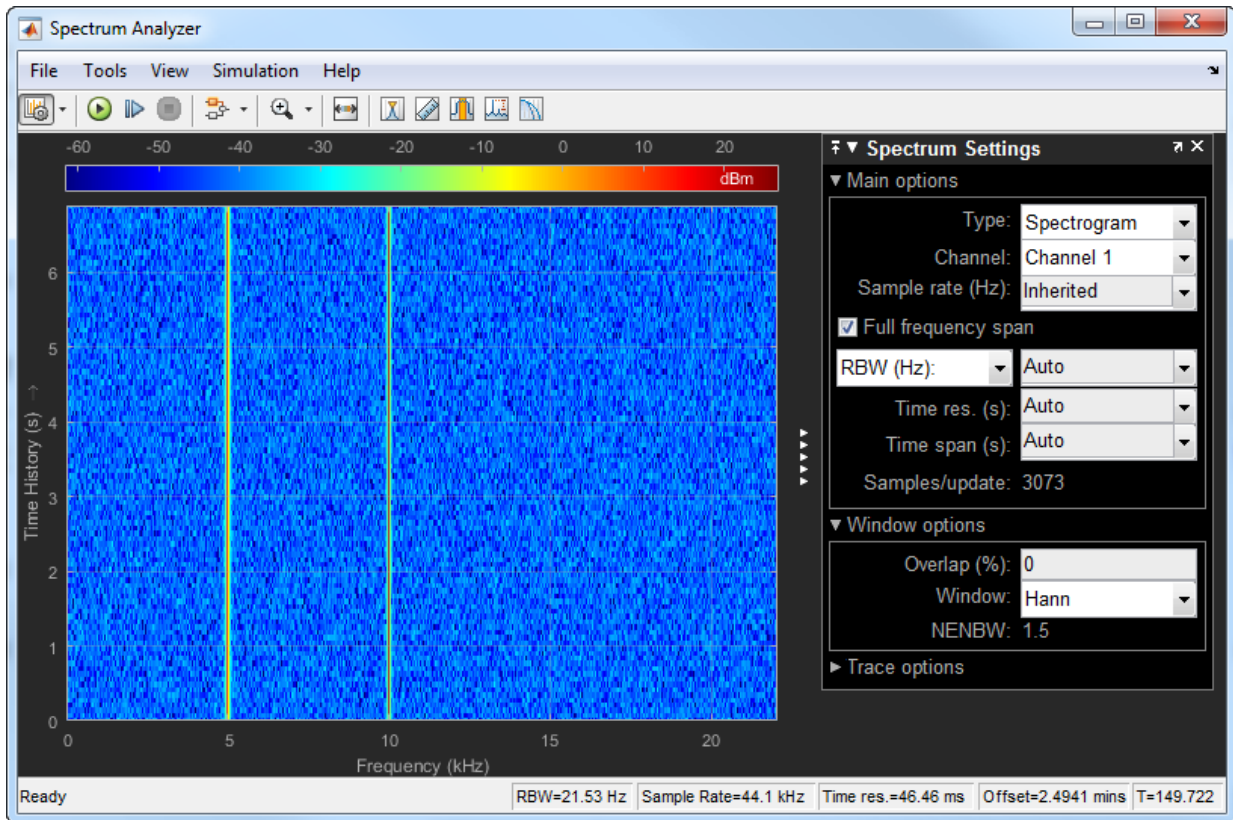 Spectrum Analyzer
File Tools View Simulation Help
-60 -50 -40 -30 -20 -10 0 10 20
dBm
Time History (s) →
6
5
4
3
2
1
0
0 5 10 15 20
Frequency (kHz)
Spectrum Settings
Main options
Type: Spectrogram
Channel: Channel 1
Sample rate (Hz): Inherited
Full frequency span
RBW (Hz): Auto
Time res. (s): Auto
Time span (s): Auto
Samples/update: 3073
Window options
Overlap (%): 0
Window: Hann
NENBW: 1.5
Trace options
Ready RBW=21.53 Hz Sample Rate=44.1 kHz Time res.=46.46 ms Offset=2.4941 mins T=149.722